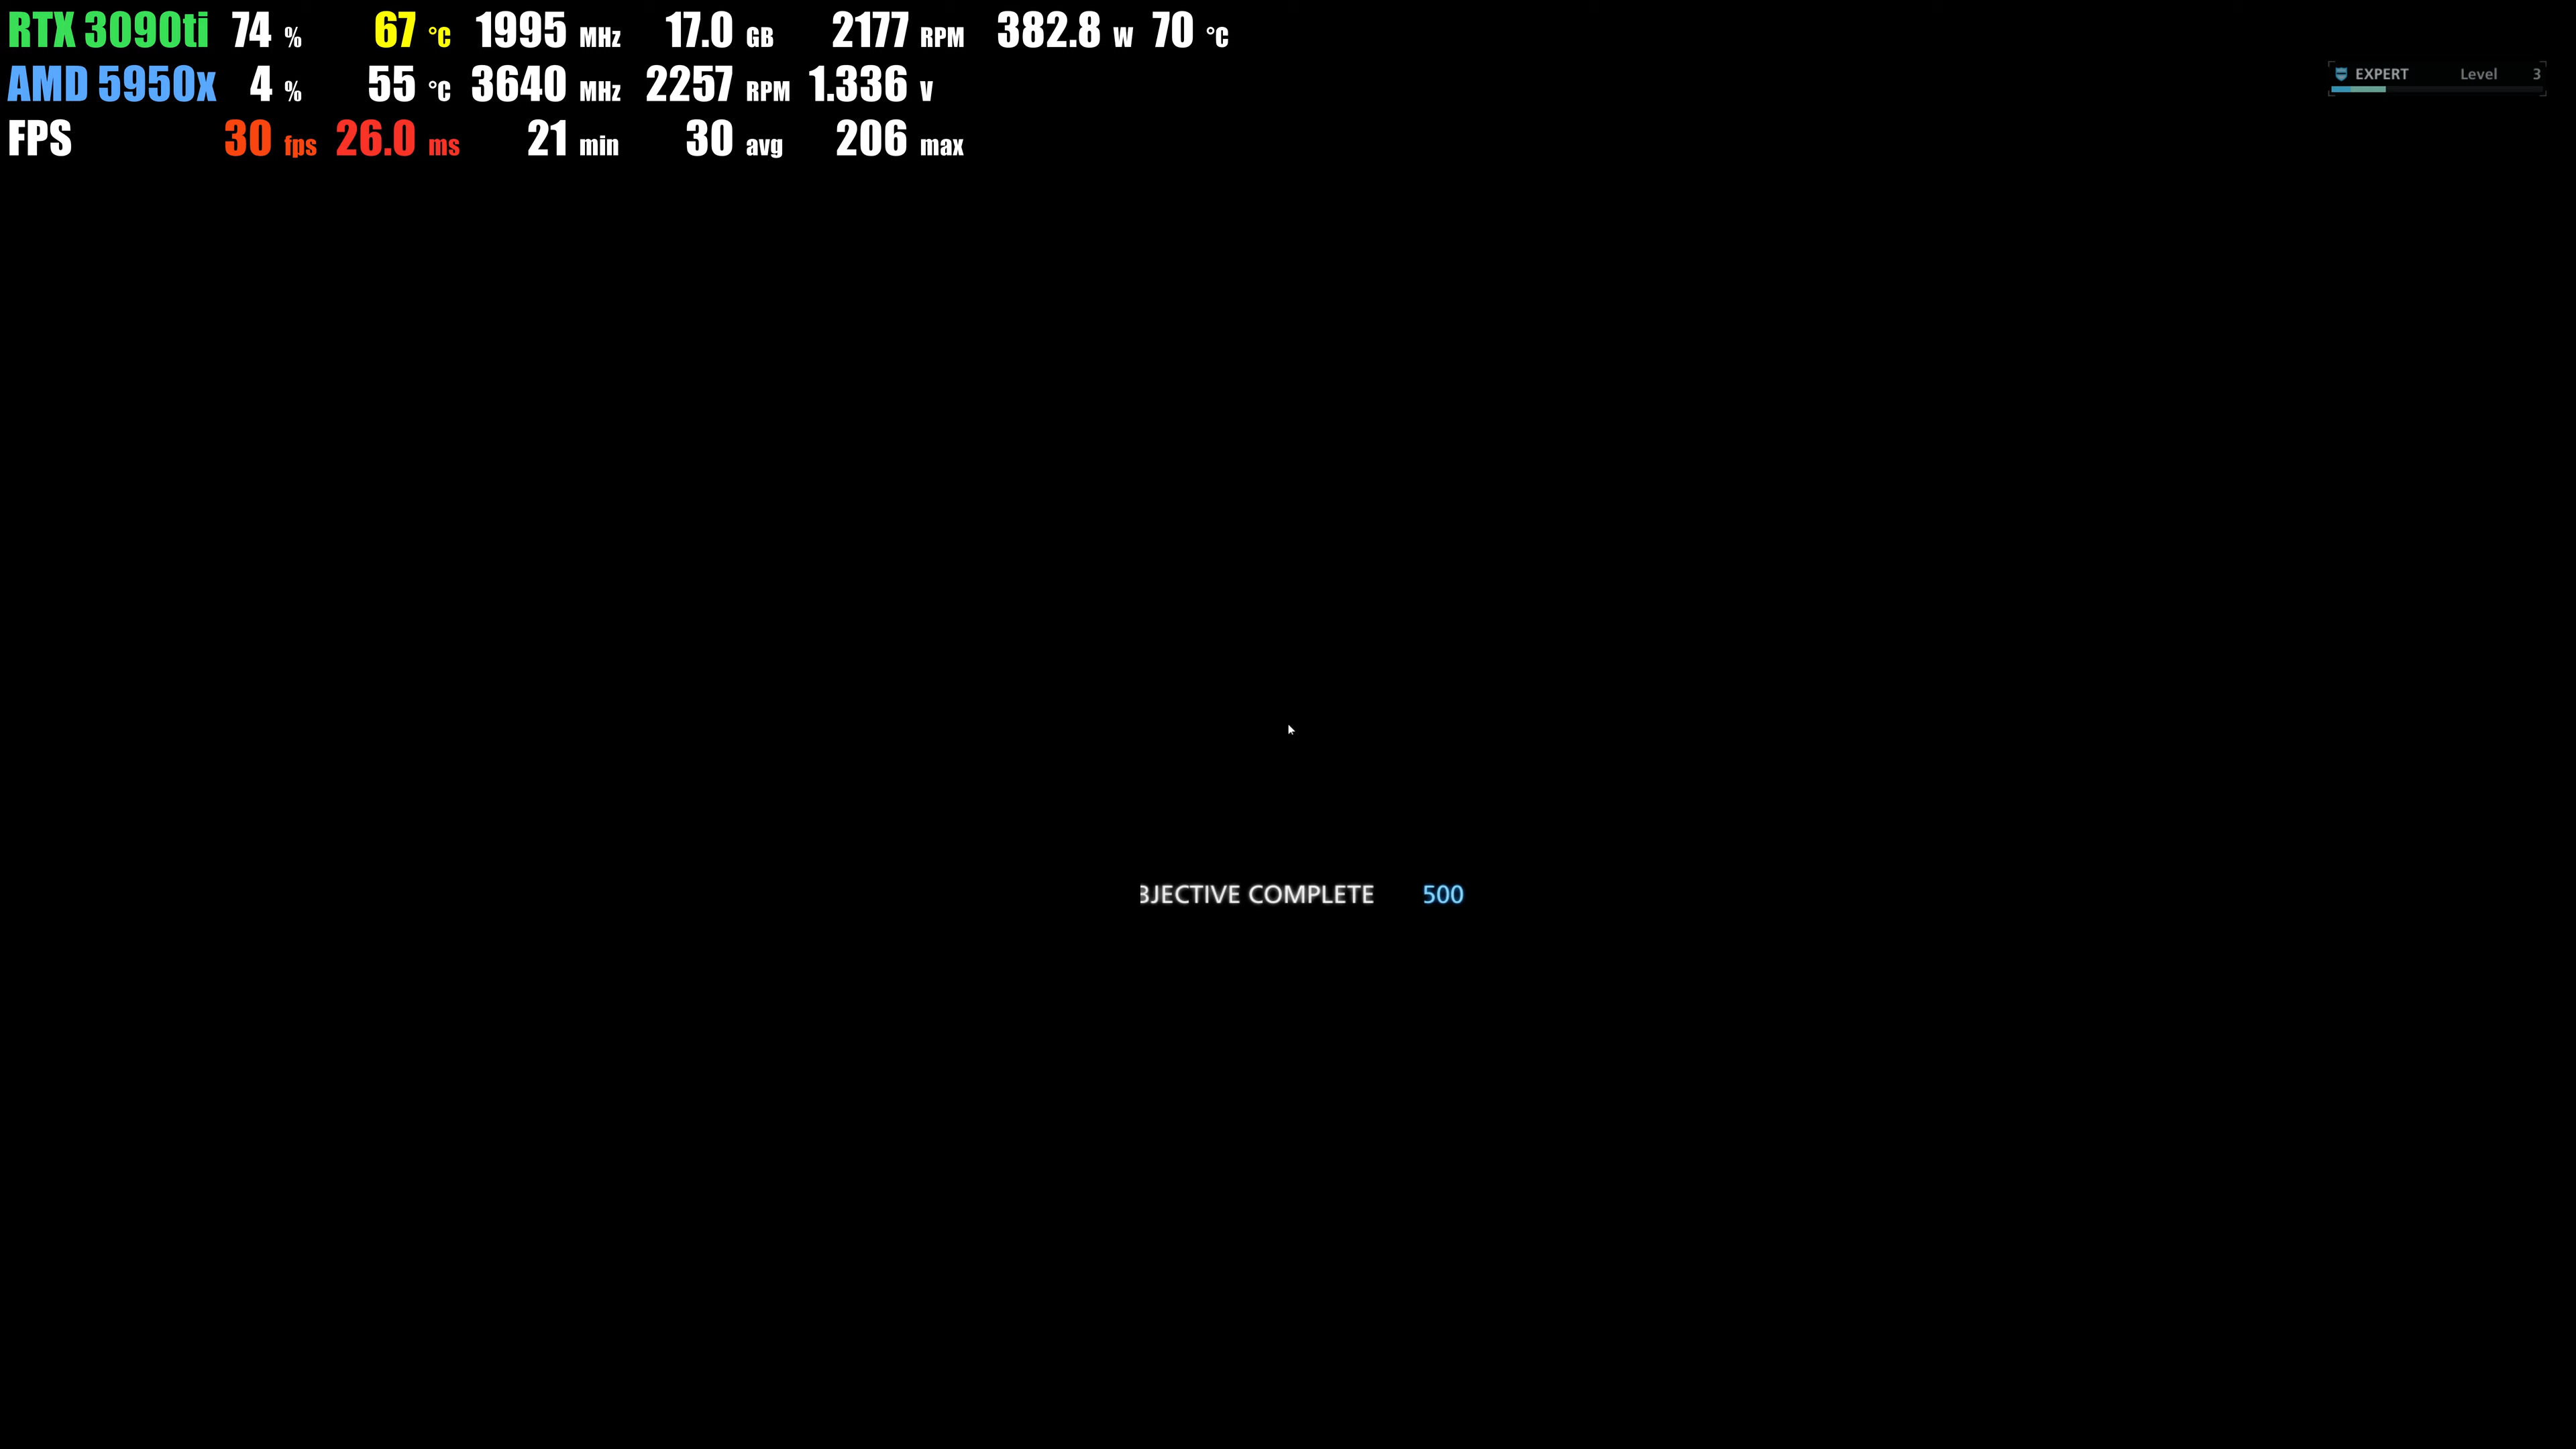 RTX 3090ti 74 % 67 °C 1995 MHz 17.0 GB 2177 RPM 382.8 W 70 °C
EXPERT Level 3
AMD 5950x 4 % 55 °C 3640 MHz 2257 RPM 1.336 V
FPS 30 fps 26.0 ms 21 min 30 avg 206 max
BJECTIVE COMPLETE 500